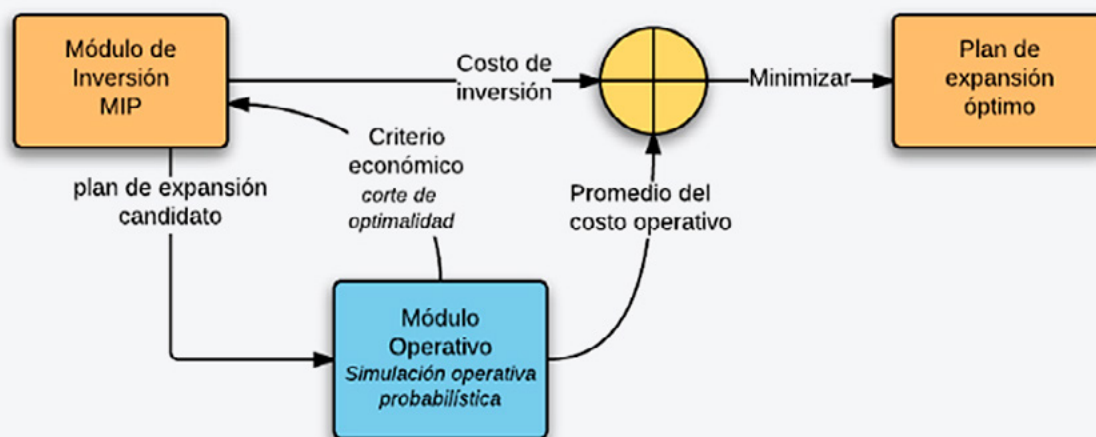 Módulo de
Inversión
MIP
Costo de
inversión
Minimizar
Plan de
expansión
óptimo
Criterio
económico
corte de
optimalidad
plan de expansión
candidato
Promedio del
costo operativo
Módulo
Operativo
Simulación operativa
probabilística